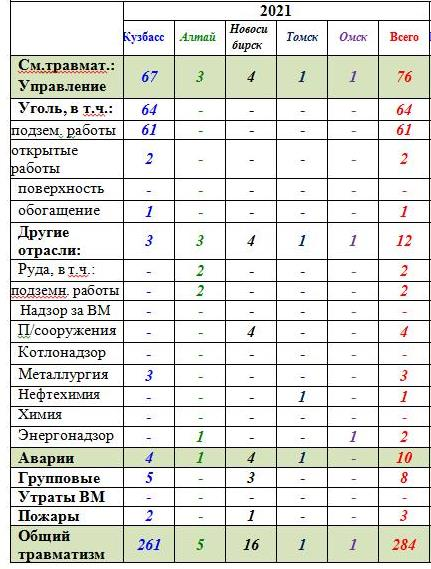 2021
Кузбасс Алтай Новоси бирск Томск Омск Всего
См.травмат.: Управление 67 3 4 1 1 76
Уголь, в т.ч.: 64 - - - - 64
подзем, работы 61 - - - - 61
открытые работы 2 - - - - 2
поверхность - - - - - -
обогащение 1 - - - - 1
Другие отрасли: 3 3 4 1 1 12
Руда, в т.ч.: - 2 - - - 2
подземн. работы - 2 - - - 2
Надзор за ВМ - - - - - -
П/сооружения - - 4 - - 4
Котлонадзор - - - - - -
Металлургия 3 - - - - 3
Нефтехимия - - - 1 - 1
Химия - - - - - -
Энергонадзор - 1 - - 1 2
Аварии 4 1 4 1 - 10
Групповые 5 - 3 - - 8
Утраты ВМ - - - - - -
Пожары 2 - 1 - - 3
Общий травматизм 261 5 16 1 1 284